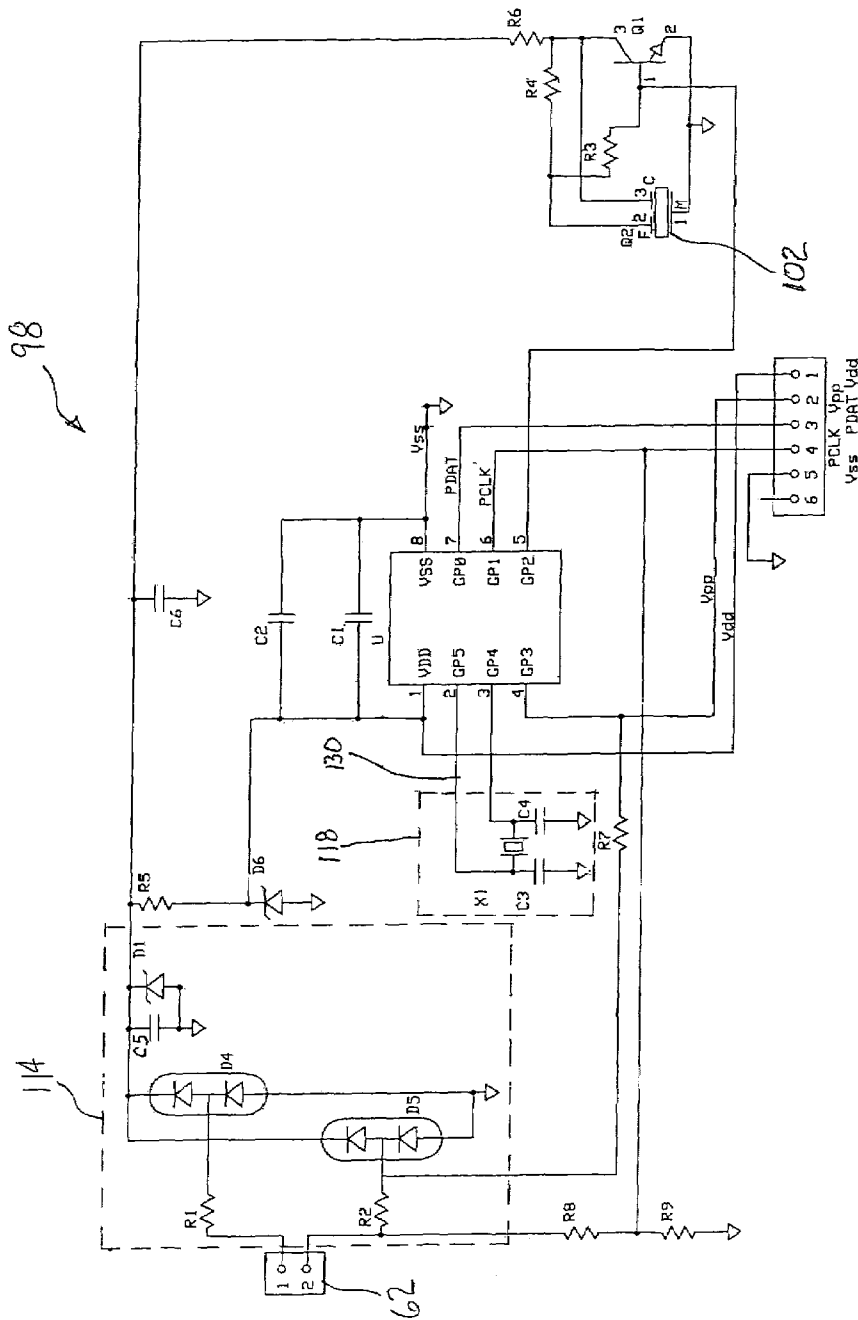 98
114
62
1
2
R1
R2
R8
R9
D4
D5
C5
D1
R5
D6
118
130
X1
C3
C4
R7
C6
C2
C1
U
1 VDD
2 GP5
3 GP4
4 GP3
VSS 8
GP0 7
GP1 6
GP2 5
Vss
PDAT
PCLK
Vpp
Vdd
6 5 4 3 2 1
PCLK Vpp
Vss PDAT Vdd
R6
R4
R3
3
Q1
2
1
Q2
F 2
3 C
1 M
102